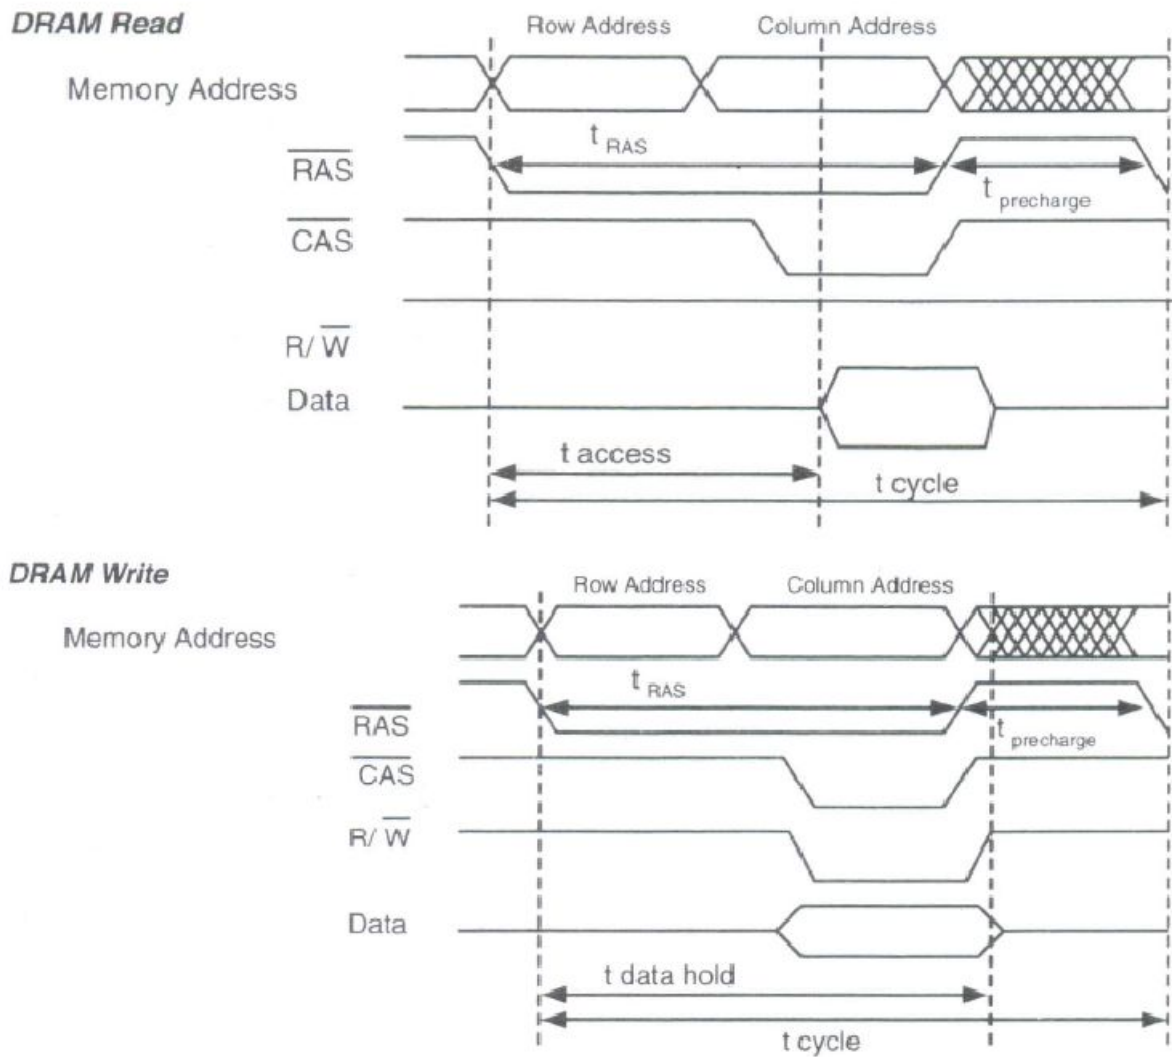 DRAM Read
Row Address
Column Address
Memory Address
t RAS
RAS
t precharge
CAS
R/ W
Data
t access
t cycle
DRAM Write
Row Address
Column Address
Memory Address
t RAS
RAS
t precharge
CAS
R/ W
Data
t data hold
t cycle